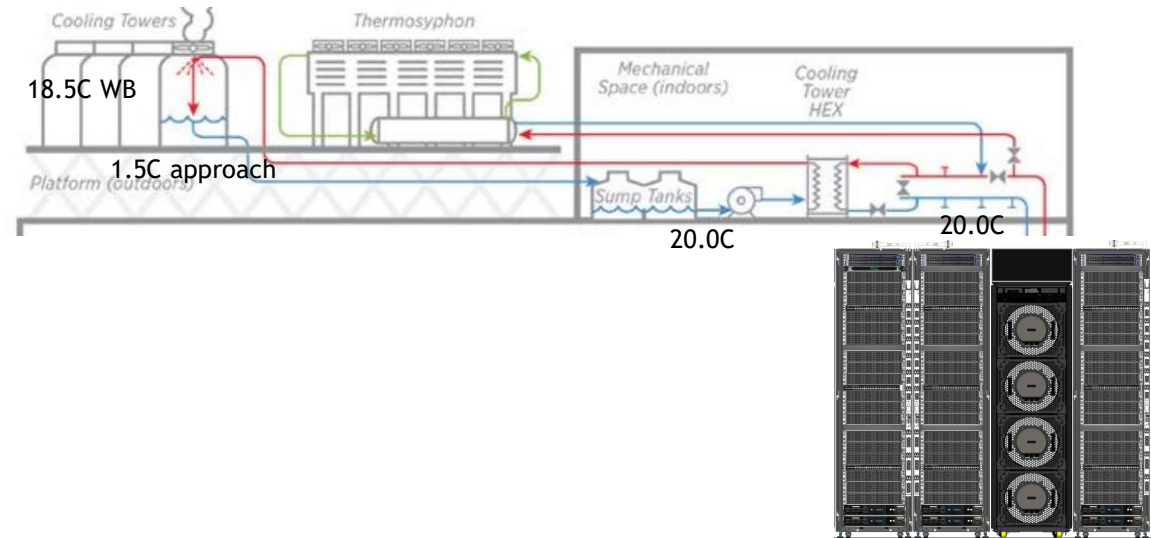 Cooling Towers
Thermosyphon
18.5C WB
Mechanical
Space (indoors)
Cooling
Tower
HEX
1.5C approach
Platform (outdoors)
Sump Tanks
20.0C
20.0C